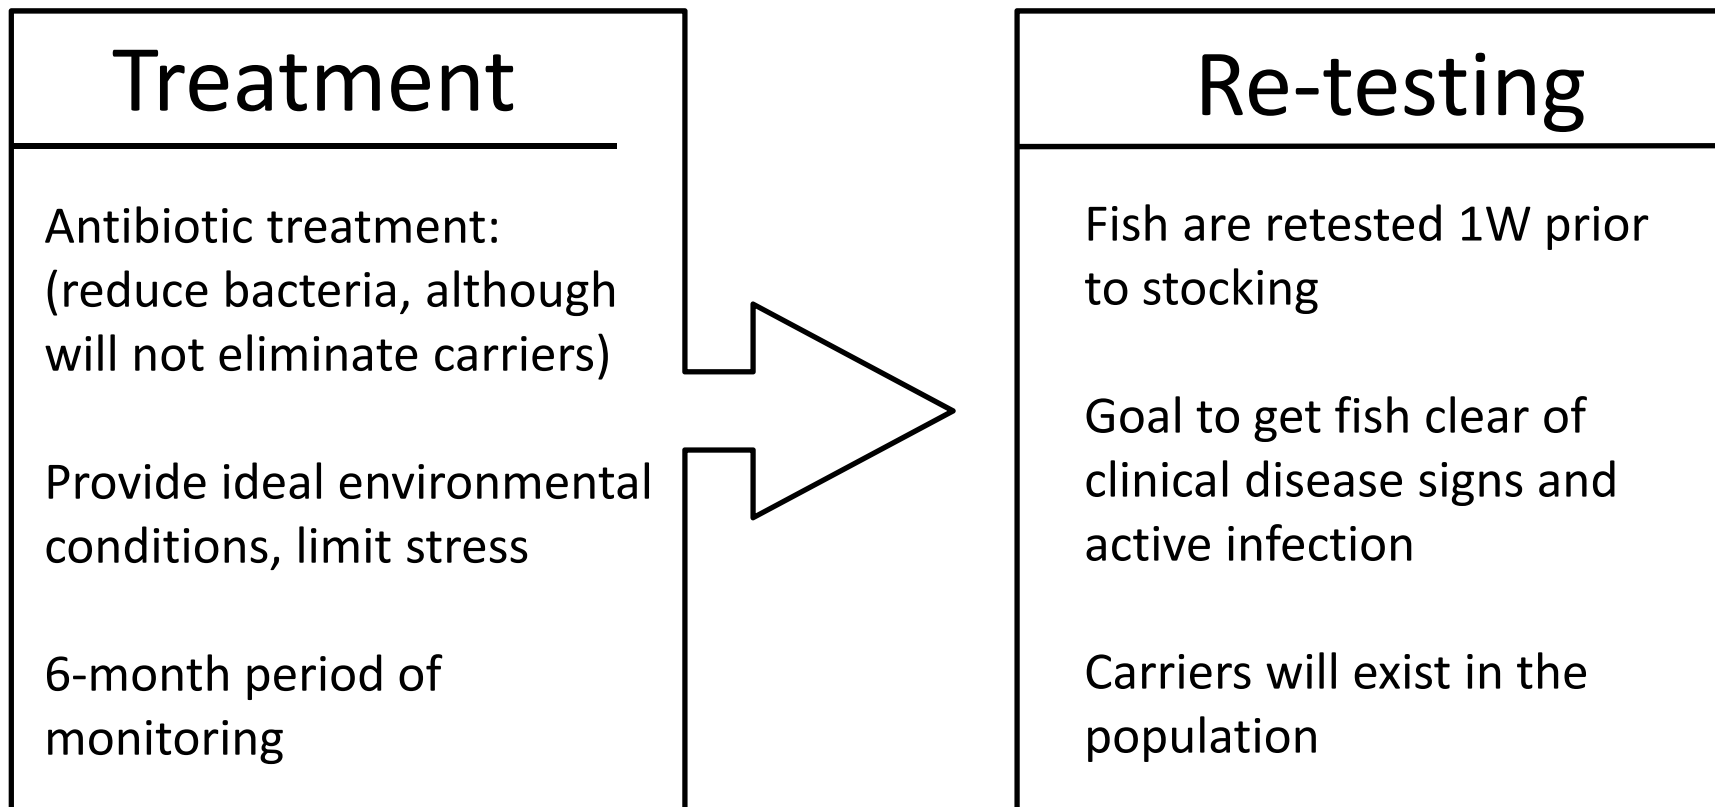 Treatment
Antibiotic treatment:
(reduce bacteria, although
will not eliminate carriers)
Provide ideal environmental
conditions, limit stress
6-month period of
monitoring
Re-testing
Fish are retested 1W prior
to stocking
Goal to get fish clear of
clinical disease signs and
active infection
Carriers will exist in the
population